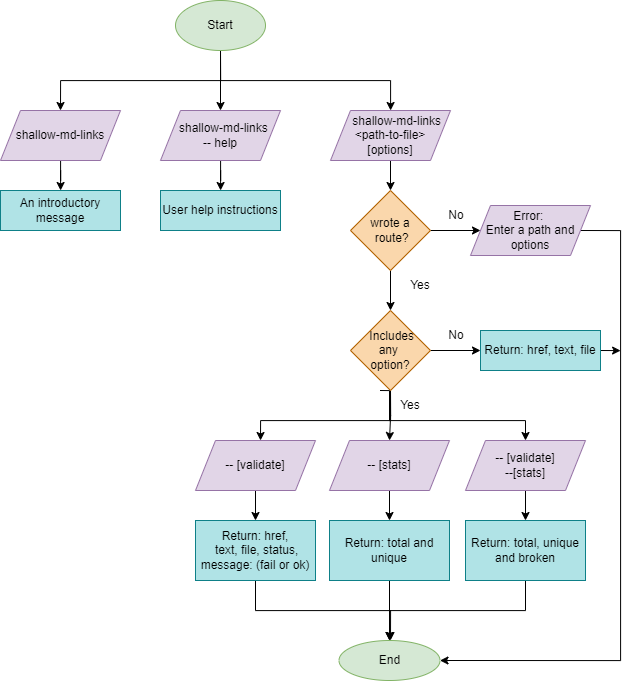 Start
shallow-md-links
shallow-md-links
-- help
shallow-md-links
<path-to-file>
[options]
An introductory
message
User help instructions
wrote a
route?
No
Error:
Enter a path and
options
Yes
Includes
any
option?
No
Return: href, text, file
Yes
-- [validate]
-- [stats]
-- [validate]
--[stats]
Return: href,
text, file, status,
message: (fail or ok)
Return: total and
unique
Return: total, unique
and broken
End